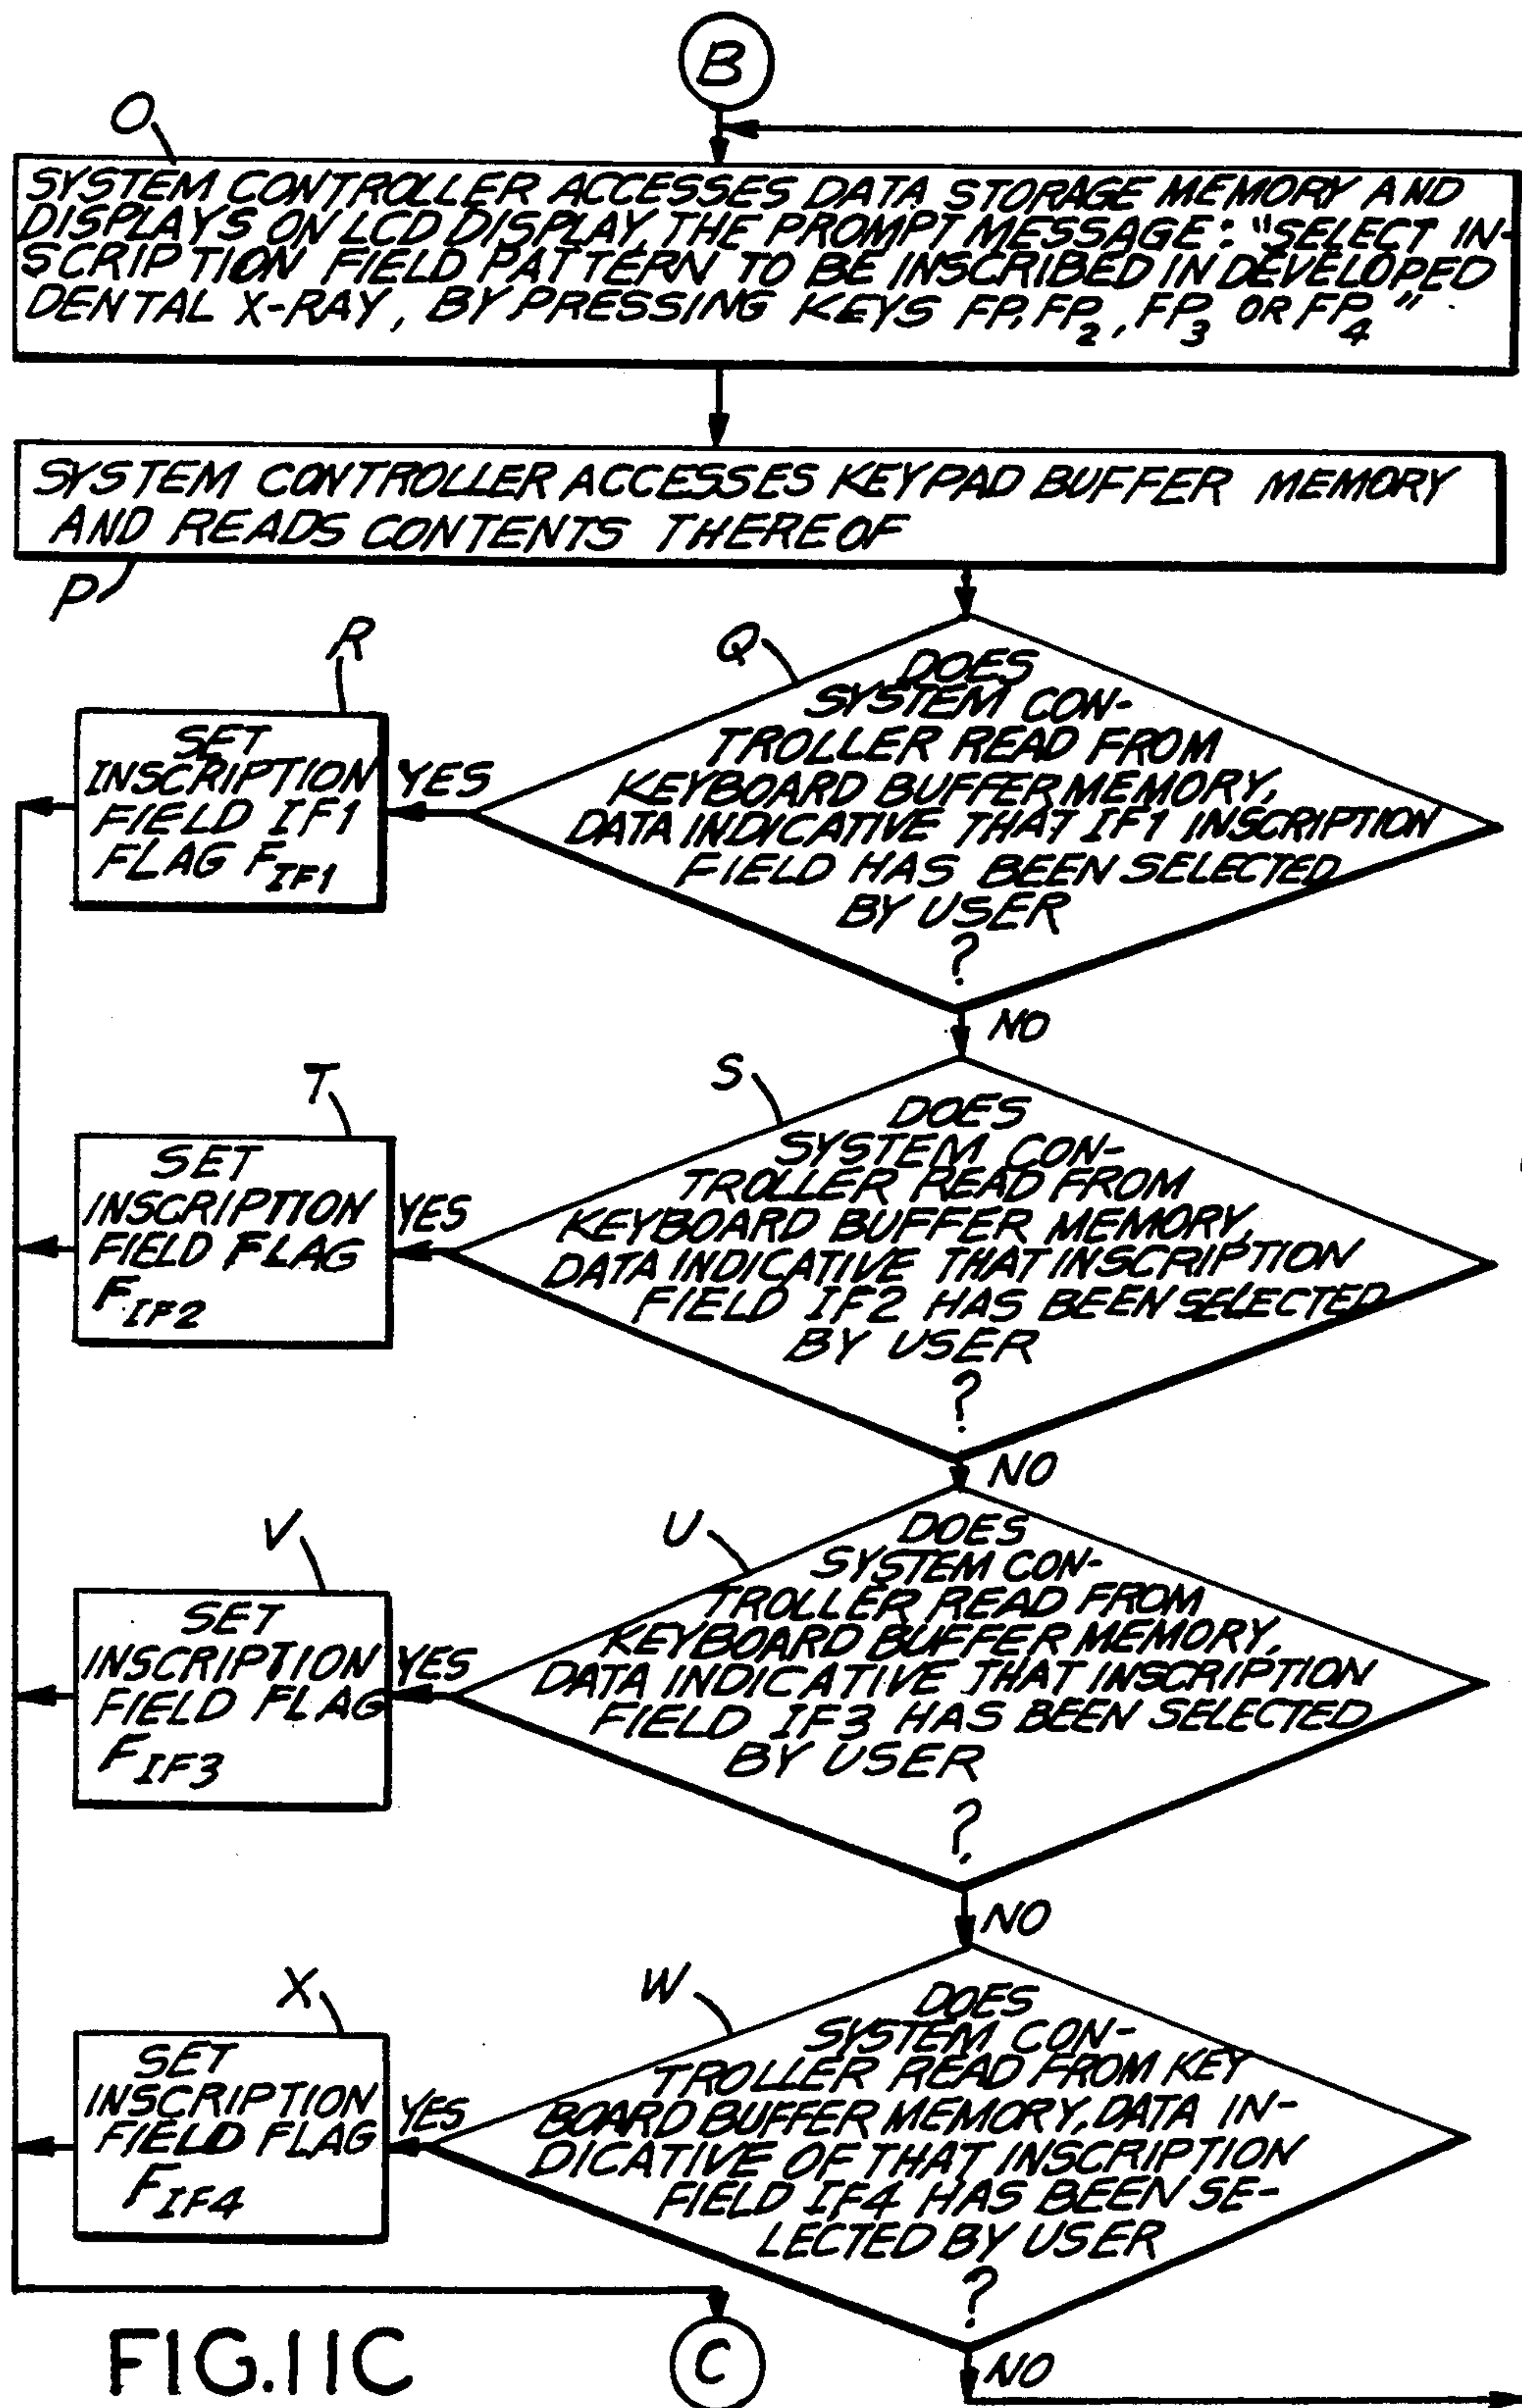 B
O
SYSTEM CONTROLLER ACCESSES DATA STORAGE MEMORY AND
DISPLAYS ON LCD DISPLAY THE PROMPT MESSAGE: "SELECT IN-
SCRIPTION FIELD PATTERN TO BE INSCRIBED IN DEVELOPED
DENTAL X-RAY, BY PRESSING KEYS FP, FP2, FP3 OR FP4"
SYSTEM CONTROLLER ACCESSES KEYPAD BUFFER MEMORY
AND READS CONTENTS THEREOF
P
R
SET
INSCRIPTION
FIELD IF1
FLAG FIF1
YES
Q
DOES
SYSTEM CON-
TROLLER READ FROM
KEYBOARD BUFFER MEMORY,
DATA INDICATIVE THAT IF1 INSCRIPTION
FIELD HAS BEEN SELECTED
BY USER
?
NO
T
SET
INSCRIPTION
FIELD FLAG
FIF2
YES
S
DOES
SYSTEM CON-
TROLLER READ FROM
KEYBOARD BUFFER MEMORY,
DATA INDICATIVE THAT INSCRIPTION
FIELD IF2 HAS BEEN SELECTED
BY USER
?
NO
V
SET
INSCRIPTION
FIELD FLAG
FIF3
YES
U
DOES
SYSTEM CON-
TROLLER READ FROM
KEYBOARD BUFFER MEMORY,
DATA INDICATIVE THAT INSCRIPTION
FIELD IF3 HAS BEEN SELECTED
BY USER
?
NO
X
SET
INSCRIPTION
FIELD FLAG
FIF4
YES
W
DOES
SYSTEM CON-
TROLLER READ FROM KEY
BOARD BUFFER MEMORY, DATA IN-
DICATIVE OF THAT INSCRIPTION
FIELD IF4 HAS BEEN SE-
LECTED BY USER
?
NO
C
FIG.11C